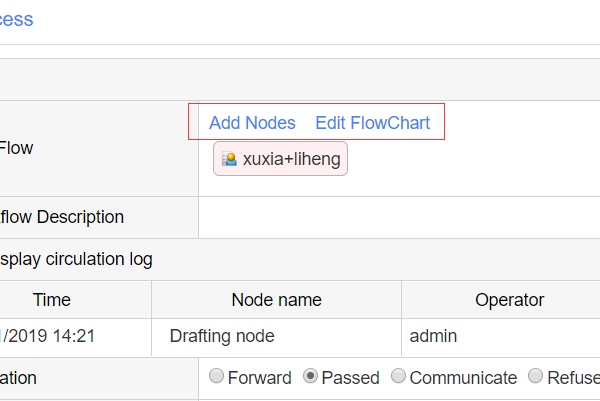 cess
Add Nodes Edit FlowChart
Flow
xuxia+liheng
flow Description
splay circulation log
Time Node name Operator
1/2019 14:21 Drafting node admin
ation Forward Passed Communicate Refuse